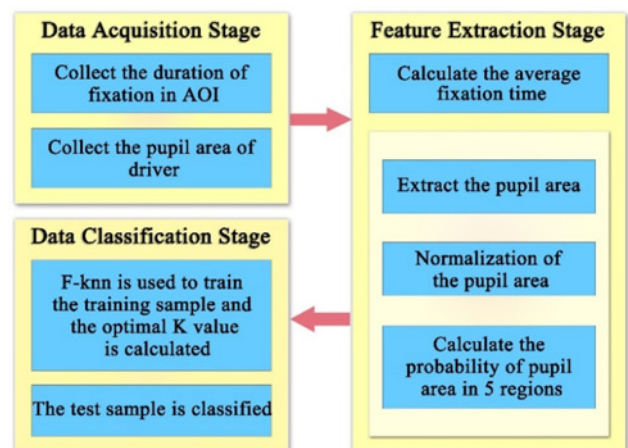 Data Acquisition Stage
Collect the duration of
fixation in AOI
Collect the pupil area of
driver
Feature Extraction Stage
Calculate the average
fixation time
Extract the pupil area
Normalization of
the pupil area
Calculate the
probability of pupil
area in 5 regions
Data Classification Stage
F-knn is used to train
the training sample and
the optimal K value
is calculated
The test sample is classified